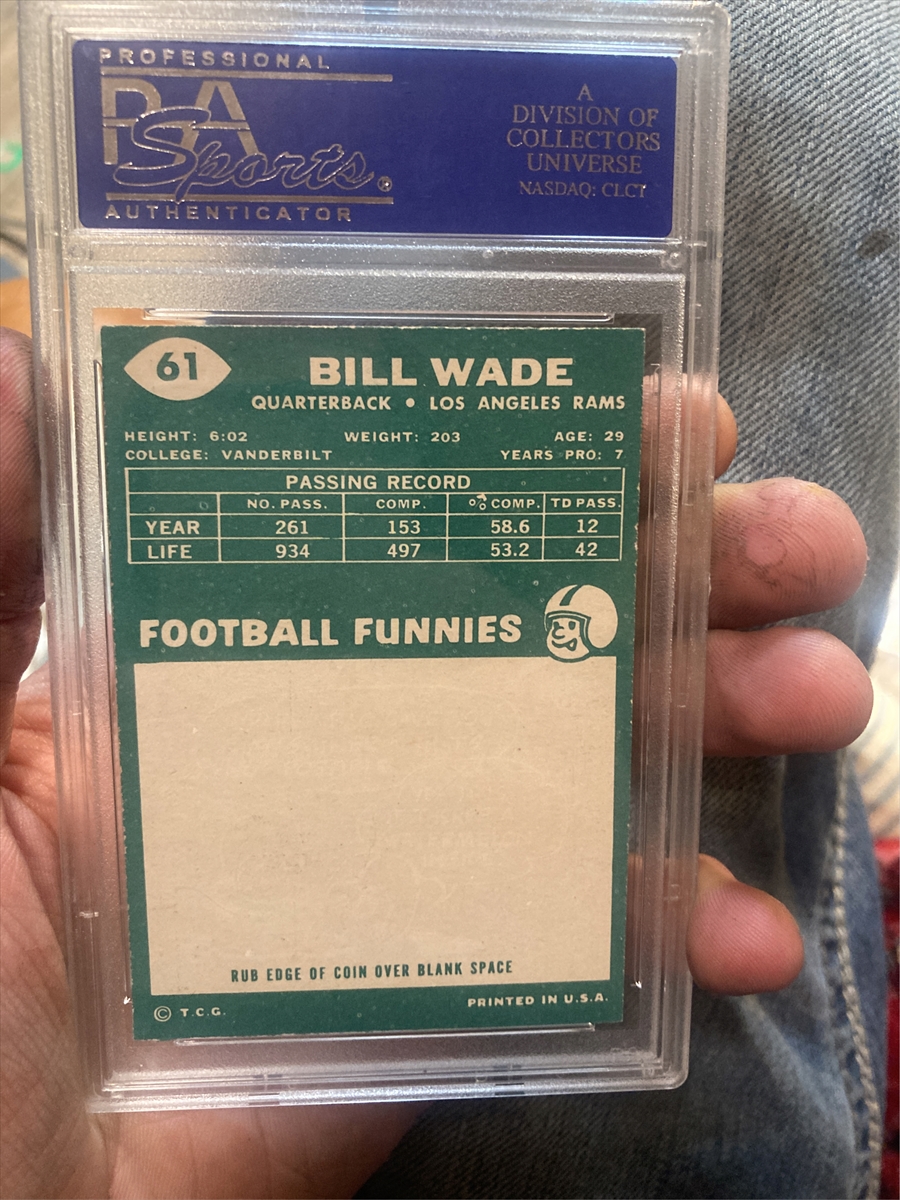 PROFESSIONAL
PSA
Sports®
AUTHENTICATOR
A
DIVISION OF
COLLECTORS
UNIVERSE
NASDAQ: CLCT
61
BILL WADE
QUARTERBACK • LOS ANGELES RAMS
HEIGHT: 6:02 WEIGHT: 203 AGE: 29
COLLEGE: VANDERBILT YEARS PRO: 7
PASSING RECORD
NO. PASS. COMP. % COMP. TD PASS.
YEAR 261 153 58.6 12
LIFE 934 497 53.2 42
FOOTBALL FUNNIES
RUB EDGE OF COIN OVER BLANK SPACE
© T.C.G. PRINTED IN U.S.A.